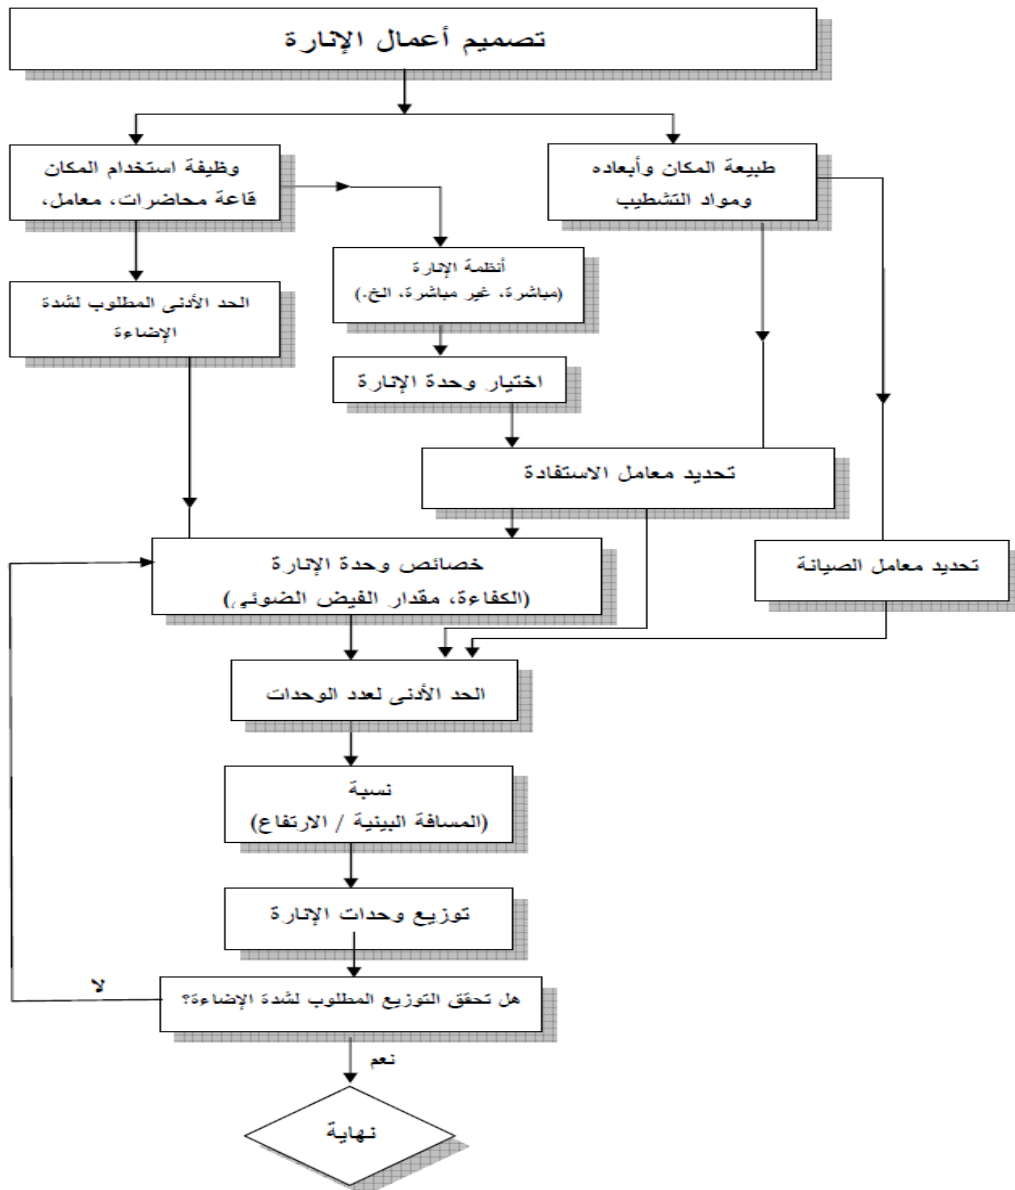 تصميم أعمال الإنارة
طبيعة المكان وأبعاده
ومواد التشطيب
وظيفة استخدام المكان
قاعة محاضرات، معامل،
أنظمة الإنارة
(مباشرة، غير مباشرة، الخ.)
الحد الأدنى المطلوب لشدة
الإضاءة
اختيار وحدة الإنارة
تحديد معامل الاستفادة
تحديد معامل الصيانة
خصائص وحدة الإنارة
(الكفاءة، مقدار الفيض الضوئي)
الحد الأدنى لعدد الوحدات
نسبة
(المسافة البينية / الارتفاع)
توزيع وحدات الإنارة
هل تحقق التوزيع المطلوب لشدة الإضاءة؟
لا
نعم
نهاية